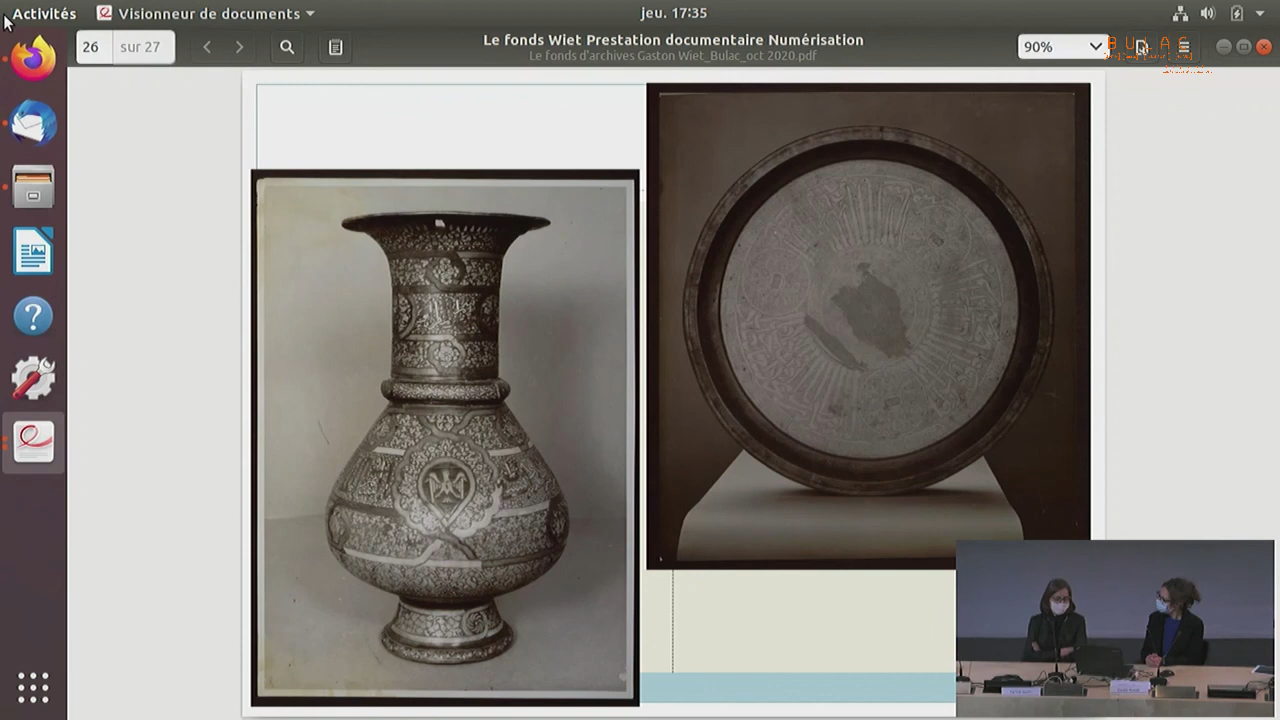 Activités
Visionneur de documents
jeu. 17:35
26
sur 27
Le fonds Wiet Prestation documentaire Numérisation
Le fonds d'archives Gaston Wiet_Bulac_oct 2020.pdf
90%
BULAC